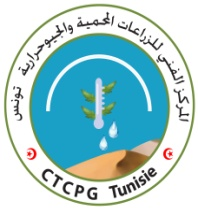 المركز الفني للزراعات المحمية والجيوحرارية تونس
CTCPG Tunisie